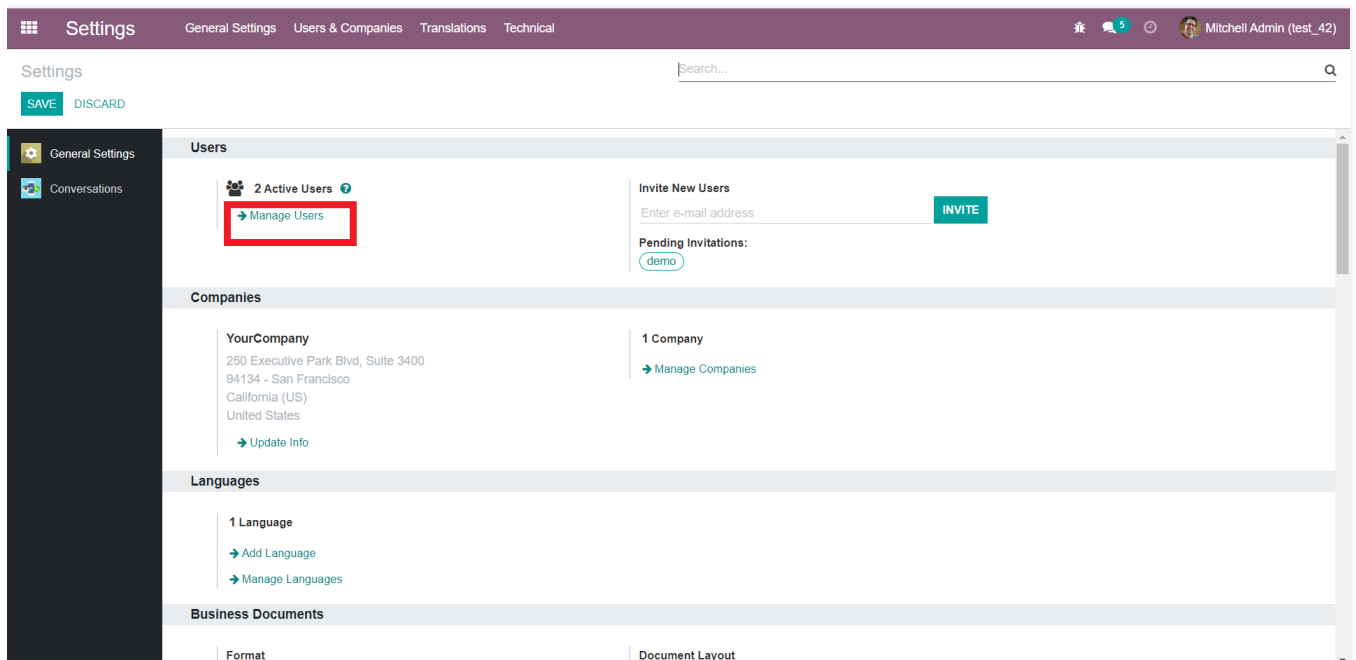 Settings General Settings Users & Companies Translations Technical 5 Mitchell Admin (test_42)
Settings
Search...
SAVE DISCARD
General Settings
Conversations
Users
2 Active Users ?
Manage Users
Invite New Users
Enter e-mail address INVITE
Pending Invitations:
demo
Companies
YourCompany
250 Executive Park Blvd, Suite 3400
94134 - San Francisco
California (US)
United States
Update Info
1 Company
Manage Companies
Languages
1 Language
Add Language
Manage Languages
Business Documents
Format
Document Layout